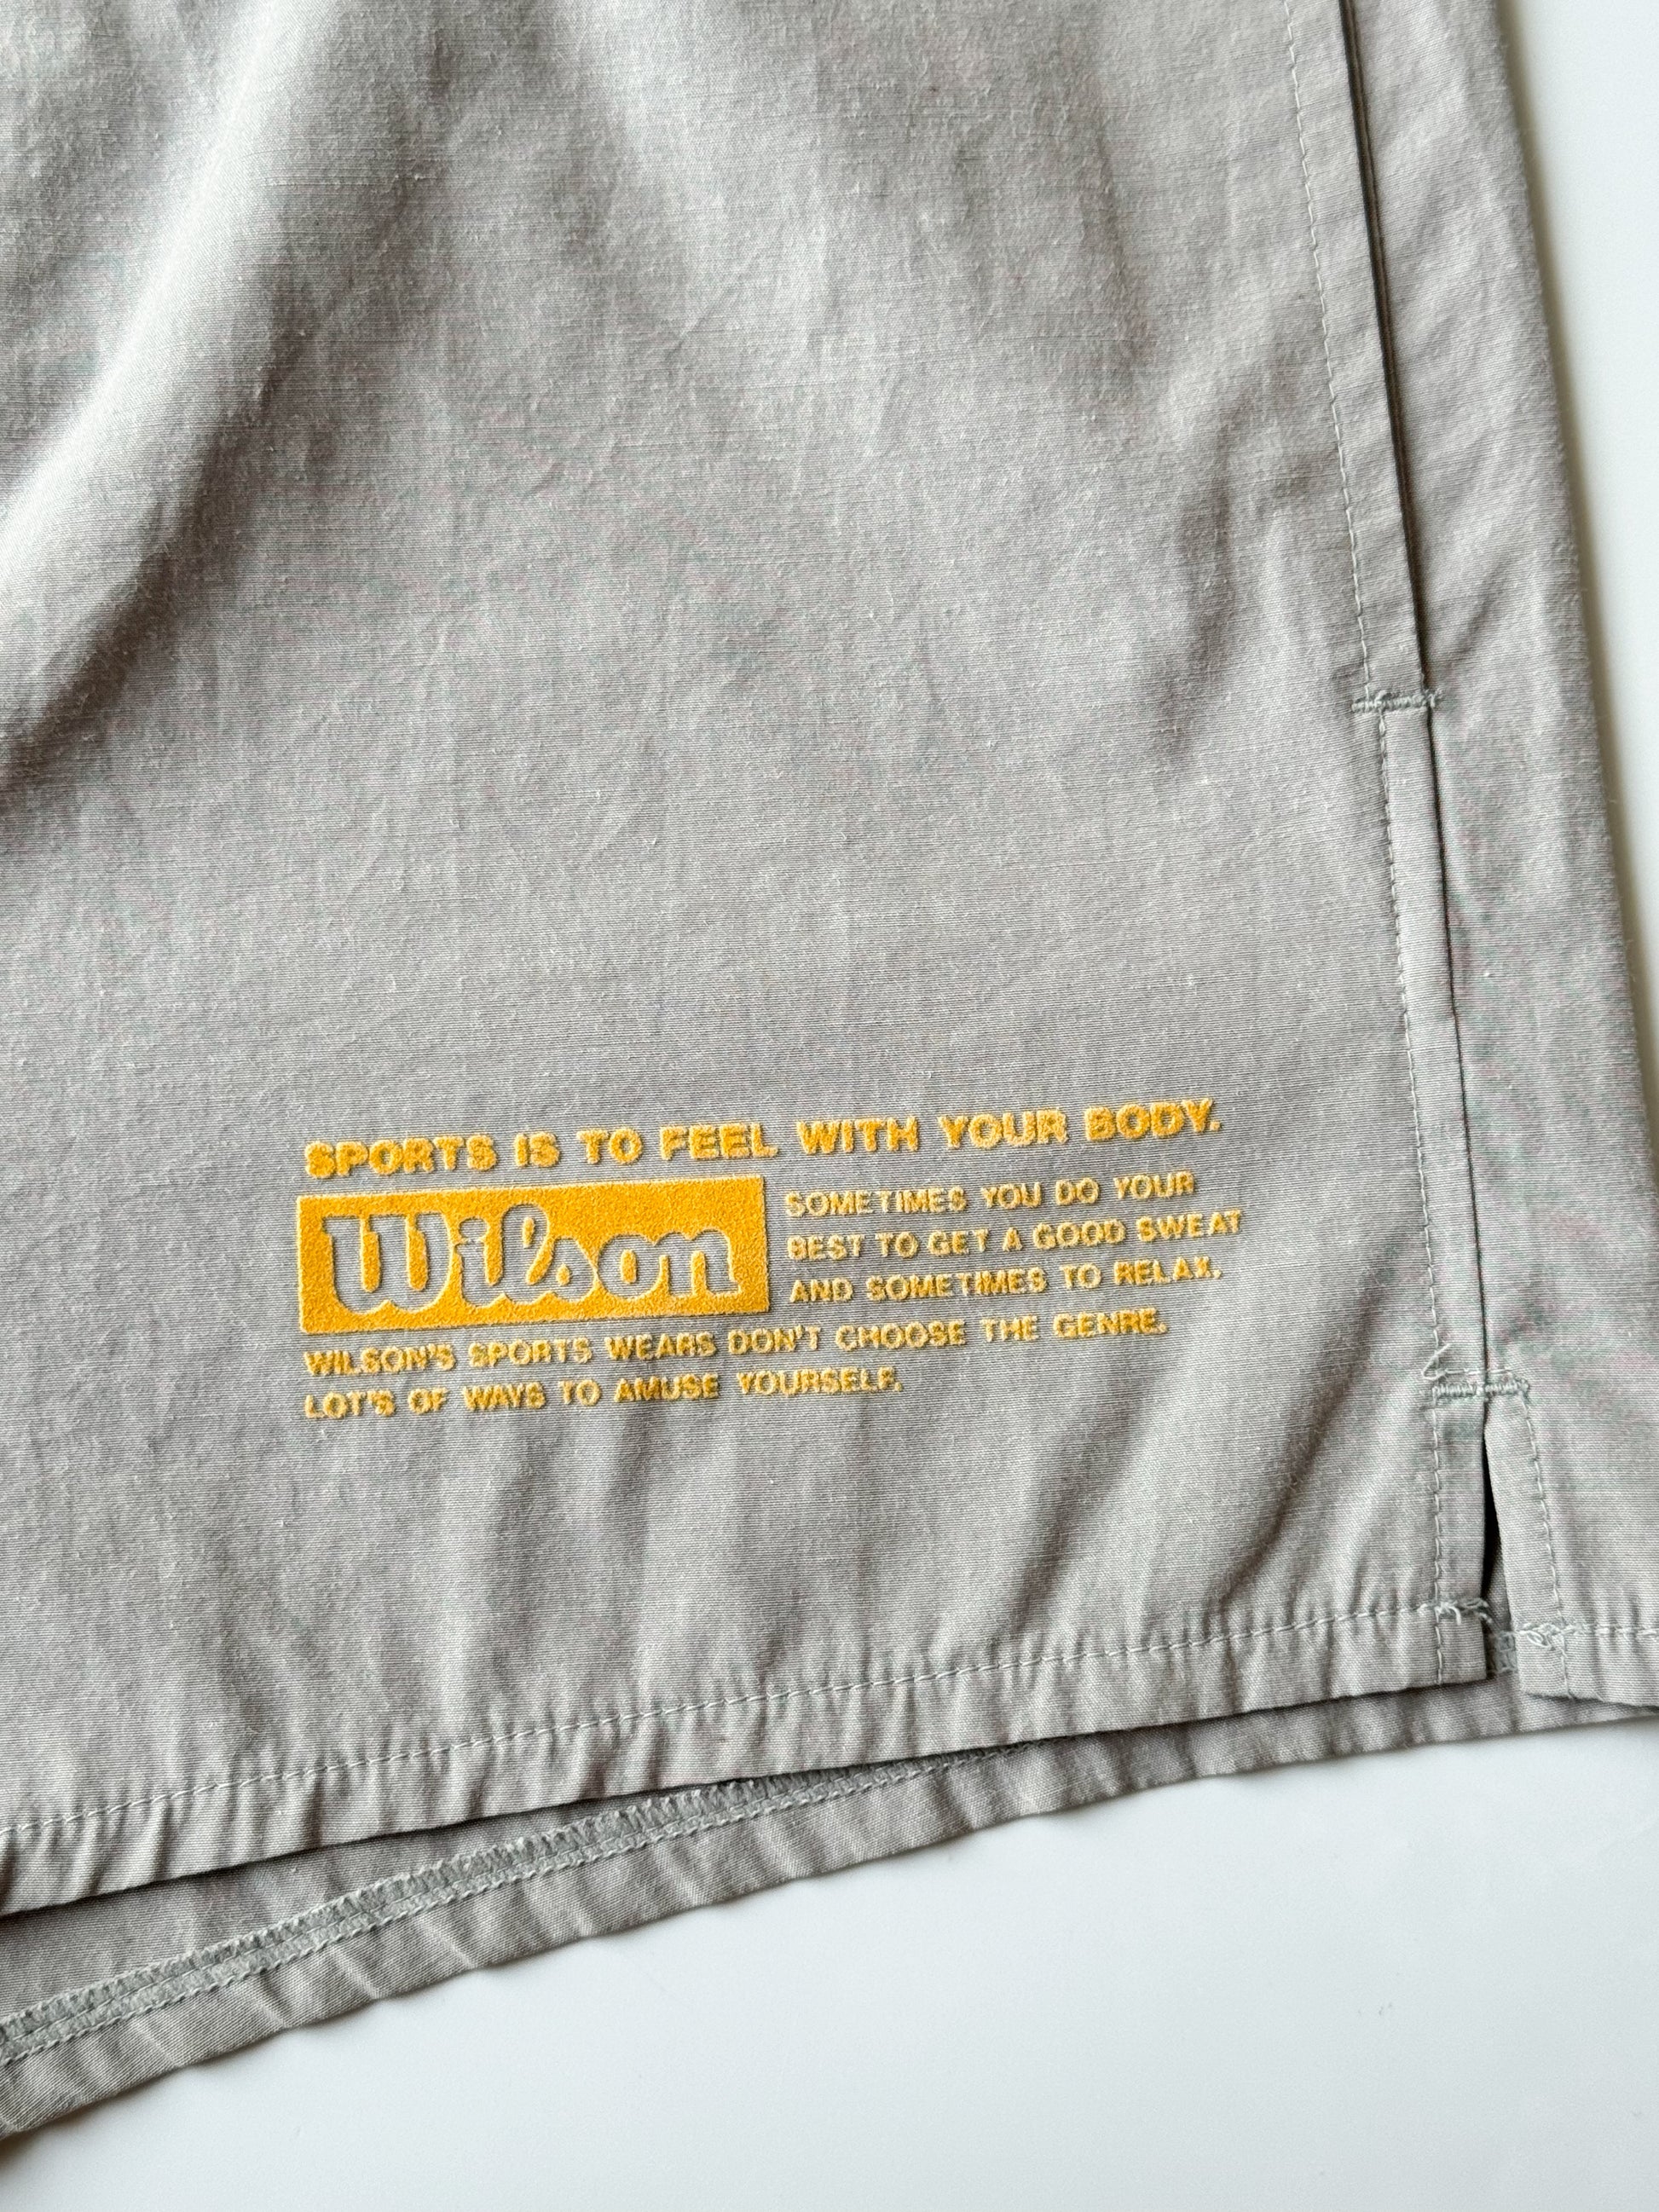 SPORTS IS TO FEEL WITH YOUR BODY.
Wilson
SOMETIMES YOU DO YOUR
BEST TO GET A GOOD SWEAT
AND SOMETIMES TO RELAX.
WILSON'S SPORTS WEARS DON'T CHOOSE THE GENRE.
LOT'S OF WAYS TO AMUSE YOURSELF.